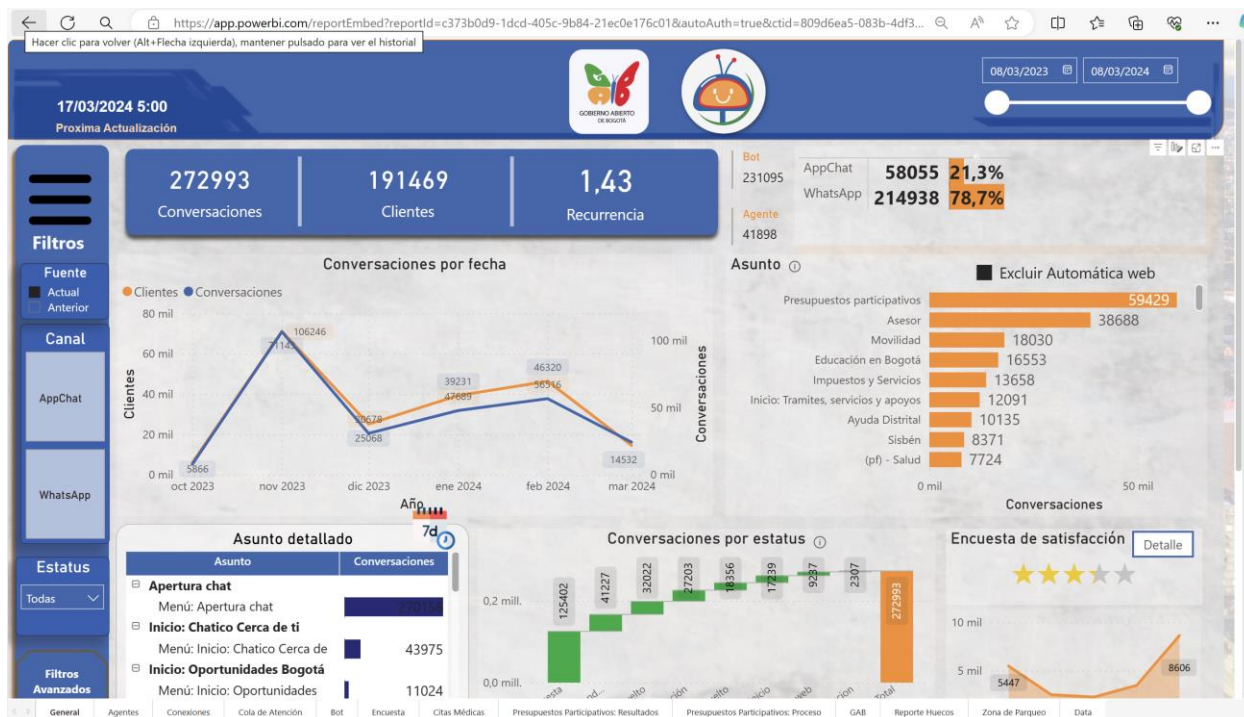 https://app.powerbi.com/reportEmbed?reportId=c373b0d9-1dcd-405c-9b84-21ec0e176c01&autoAuth=true&ctid=809d6ea5-083b-4df3...
Hacer clic para volver (Alt+Flecha izquierda), mantener pulsado para ver el historial
17/03/2024 5:00
Proxima Actualización
GOBIERNO ABIERTO
DE BOGOTÁ
08/03/2023
08/03/2024
Filtros
Fuente
Actual
Anterior
Canal
AppChat
WhatsApp
Estatus
Todas
Filtros
Avanzados
272993
Conversaciones
191469
Clientes
1,43
Recurrencia
Bot
231095
Agente
41898
AppChat 58055 21,3%
WhatsApp 214938 78,7%
Conversaciones por fecha
Clientes Conversaciones
80 mil
60 mil
40 mil
20 mil
0 mil
Clientes
106246
71143
25068
39231
47689
46320
56516
5866
14532
100 mil
50 mil
0 mil
Conversaciones
oct 2023 nov 2023 dic 2023 ene 2024 feb 2024 mar 2024
Año
7d
Asunto
Excluir Automática web
Presupuestos participativos 59429
Asesor 38688
Movilidad 18030
Educación en Bogotá 16553
Impuestos y Servicios 13658
Inicio: Tramites, servicios y apoyos 12091
Ayuda Distrital 10135
Sisbén 8371
(pf) - Salud 7724
0 mil 50 mil
Conversaciones
Asunto detallado
Asunto Conversaciones
Apertura chat
Menú: Apertura chat
Inicio: Chatico Cerca de ti
Menú: Inicio: Chatico Cerca de 43975
Inicio: Oportunidades Bogotá
Menú: Inicio: Oportunidades 11024
Conversaciones por estatus
0,2 mill.
0,0 mill.
125402
41227
32022
27203
18356
17239
9237
2307
272993
Total
Encuesta de satisfacción
Detalle
10 mil
5 mil
5447
8606
General Agentes Conexiones Cola de Atención Bot Encuesta Citas Médicas Presupuestos Participativos: Resultados Presupuestos Participativos: Proceso GAB Reporte Huecos Zona de Parqueo Data